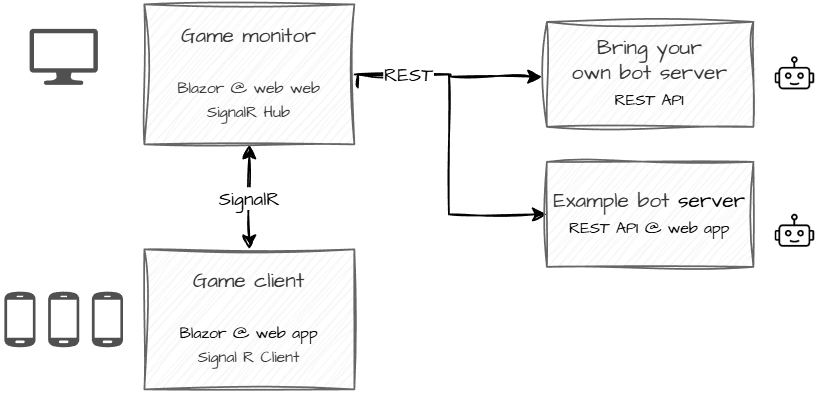 Game monitor
Blazor @ web web
SignalR Hub
REST
Bring your
own bot server
REST API
SignalR
Example bot server
REST API @ web app
Game client
Blazor @ web app
Signal R Client